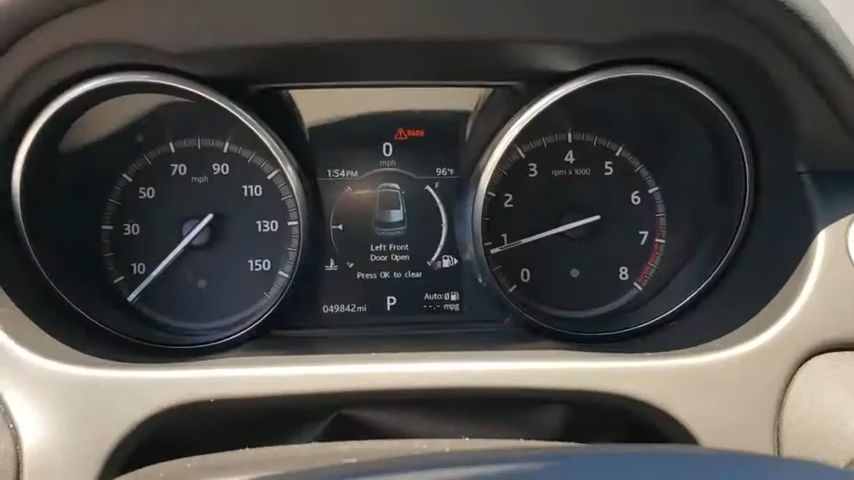 PARK
0
mph
1:54PM
96°F
F
Left Front
Door Open
Press OK to clear
049842mi
P
Auto:0
--.-mpg
10
30
50
70
90
110
130
150
mph
0
1
2
3
4
5
6
7
8
rpm x 1000